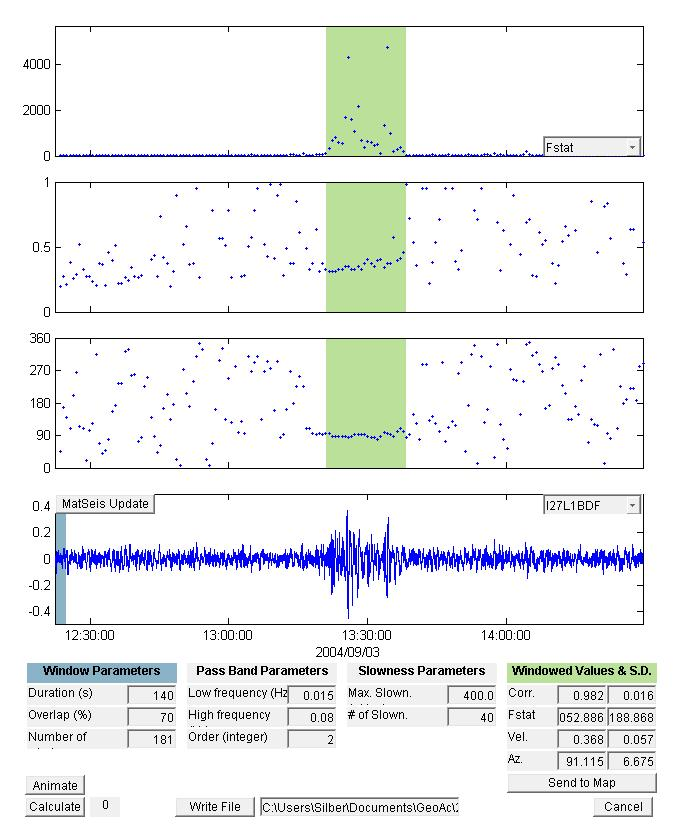 4000
2000
0
Fstat
1
0.5
0
360
270
180
90
0
MatSeis Update
I27L1BDF
0.4
0.2
0
-0.2
-0.4
12:30:00 13:00:00 13:30:00 14:00:00
2004/09/03
Window Parameters Pass Band Parameters Slowness Parameters Windowed Values & S.D.
Duration (s) 140 Low frequency (Hz 0.015 Max. Slown. 400.0 Corr. 0.982 0.016
Overlap (%) 70 High frequency 0.08 # of Slown. 40 Fstat 052.886 188.868
Number of 181 Order (integer) 2 Vel. 0.368 0.057
Az. 91.115 6.675
Animate Send to Map
Calculate 0 Write File C:\Users\Silber\Documents\GeoAc\ Cancel